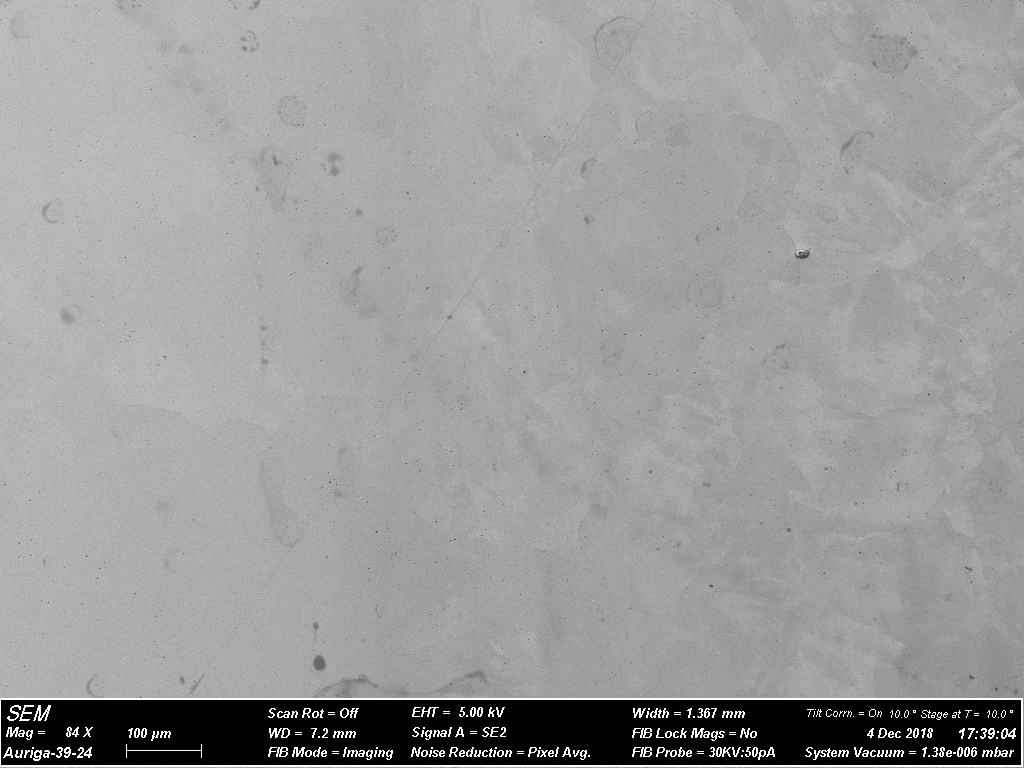 SEM Scan Rot = Off EHT = 5.00 kV Width = 1.367 mm Tilt Corrn. = On 10.0 ° Stage at T = 10.0 °
Mag = 84 X 100 µm WD = 7.2 mm Signal A = SE2 FIB Lock Mags = No 4 Dec 2018 17:39:04
Auriga-39-24 FIB Mode = Imaging Noise Reduction = Pixel Avg. FIB Probe = 30KV:50pA System Vacuum = 1.38e-006 mbar